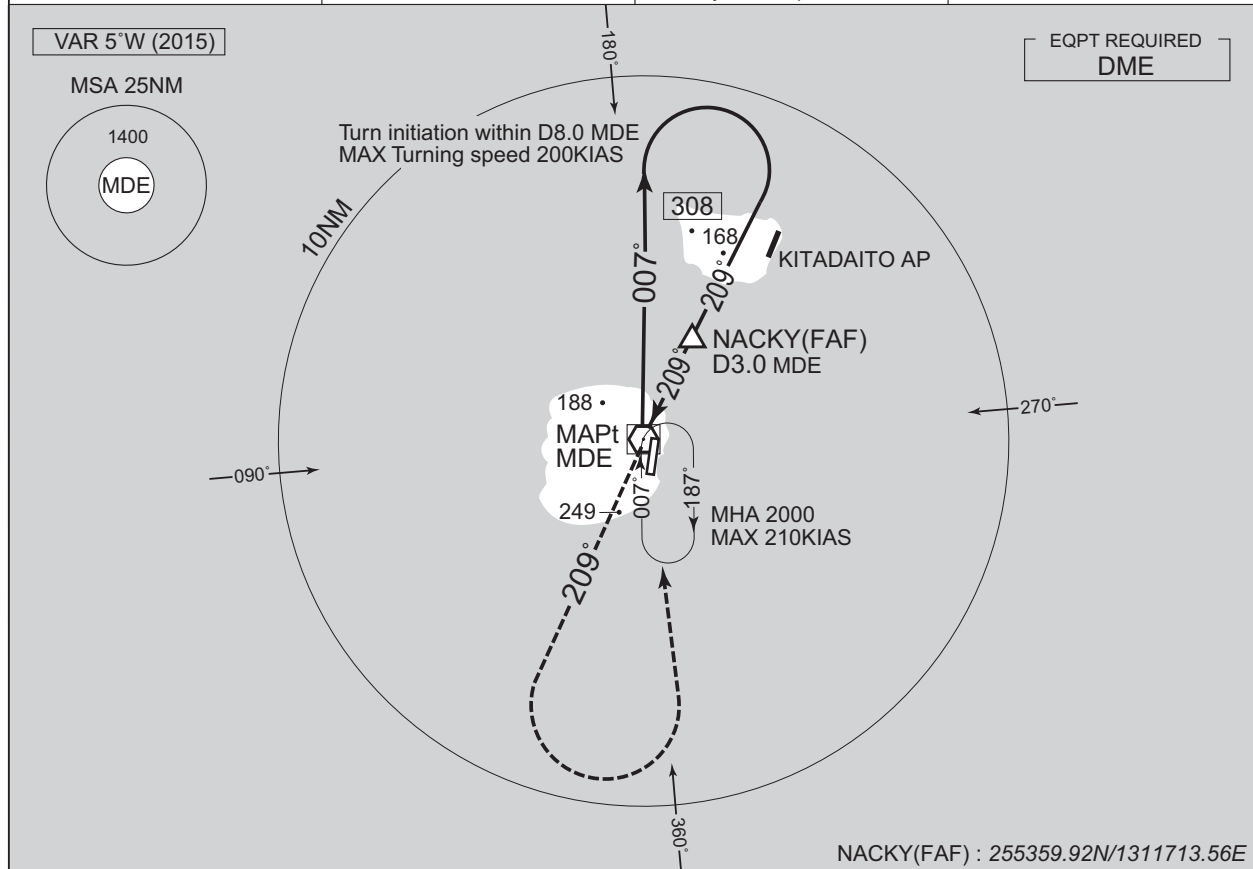 VAR 5°W (2015)
MSA 25NM
1400
MDE
180°
EQPT REQUIRED
DME
Turn initiation within D8.0 MDE
MAX Turning speed 200KIAS
10NM
007°
308
168
KITADAITO AP
209°
NACKY(FAF)
D3.0 MDE
209°
188
MAPt
MDE
270°
090°
249
007°
187°
MHA 2000
MAX 210KIAS
209°
360°
NACKY(FAF) : 255359.92N/1311713.56E